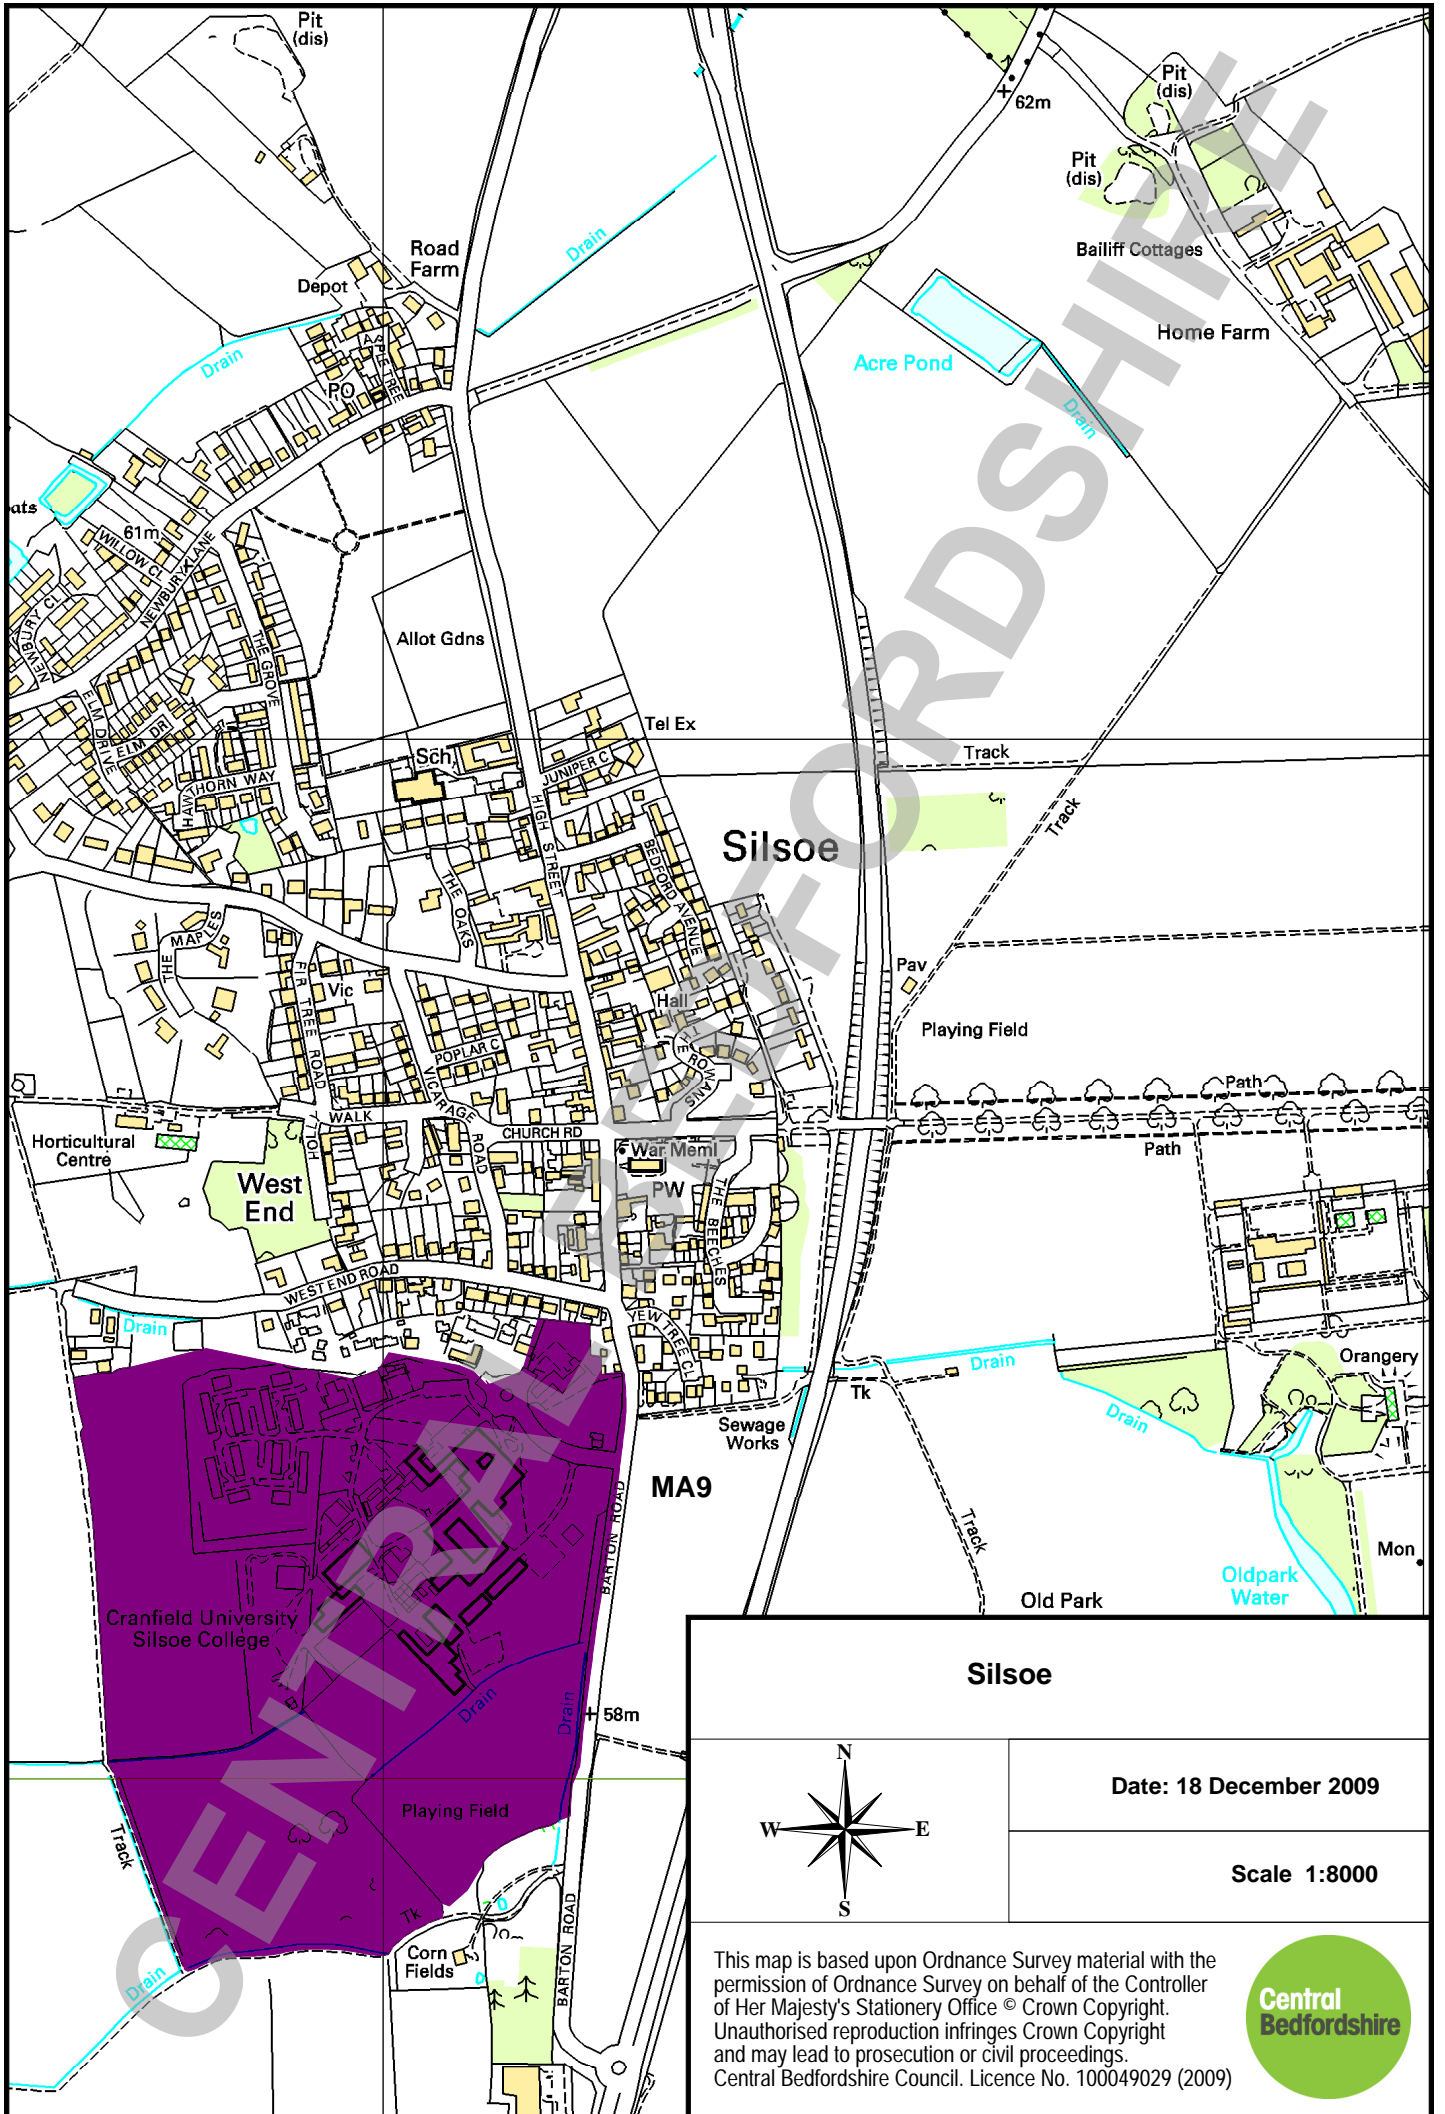 Pit
(dis)
62m
Pit
(dis)
Pit
(dis)
Drain
Road
Farm
Depot
Bailiff Cottages
Home Farm
Acre Pond
Drain
Drain
APPLE TREE
PO
ats
61m
WILLOW CL
NEWBURY LANE
NEWBURY CL
THE GROVE
Allot Gdns
ELM DRIVE
ELM DR
Tel Ex
Sch
JUNIPER C
Track
HAWTHORN WAY
HIGH STREET
Track
Silsoe
BEDFORD AVENUE
THE OAKS
THE MAPLES
FIR TREE ROAD
Vic
Pav
Hall
Playing Field
THE ROWANS
POPLAR C
VICARAGE ROAD
Path
WALK
CHURCH RD
Horticultural
Centre
War Meml
Path
PW
West
End
THE BEECHES
WEST END ROAD
YEW TREE CL
Drain
Drain
Orangery
Tk
Drain
Sewage
Works
MA9
BARTON ROAD
Track
Mon
Oldpark
Water
Old Park
Cranfield University
Silsoe College
Drain
Drain
58m
Playing Field
Track
Tk
Corn
Fields
BARTON ROAD
Drain
CENTRAL BEDFORDSHIRE
Silsoe
N
W
E
S
Date: 18 December 2009
Scale 1:8000
This map is based upon Ordnance Survey material with the
permission of Ordnance Survey on behalf of the Controller
of Her Majesty's Stationery Office © Crown Copyright.
Unauthorised reproduction infringes Crown Copyright
and may lead to prosecution or civil proceedings.
Central Bedfordshire Council. Licence No. 100049029 (2009)
Central
Bedfordshire